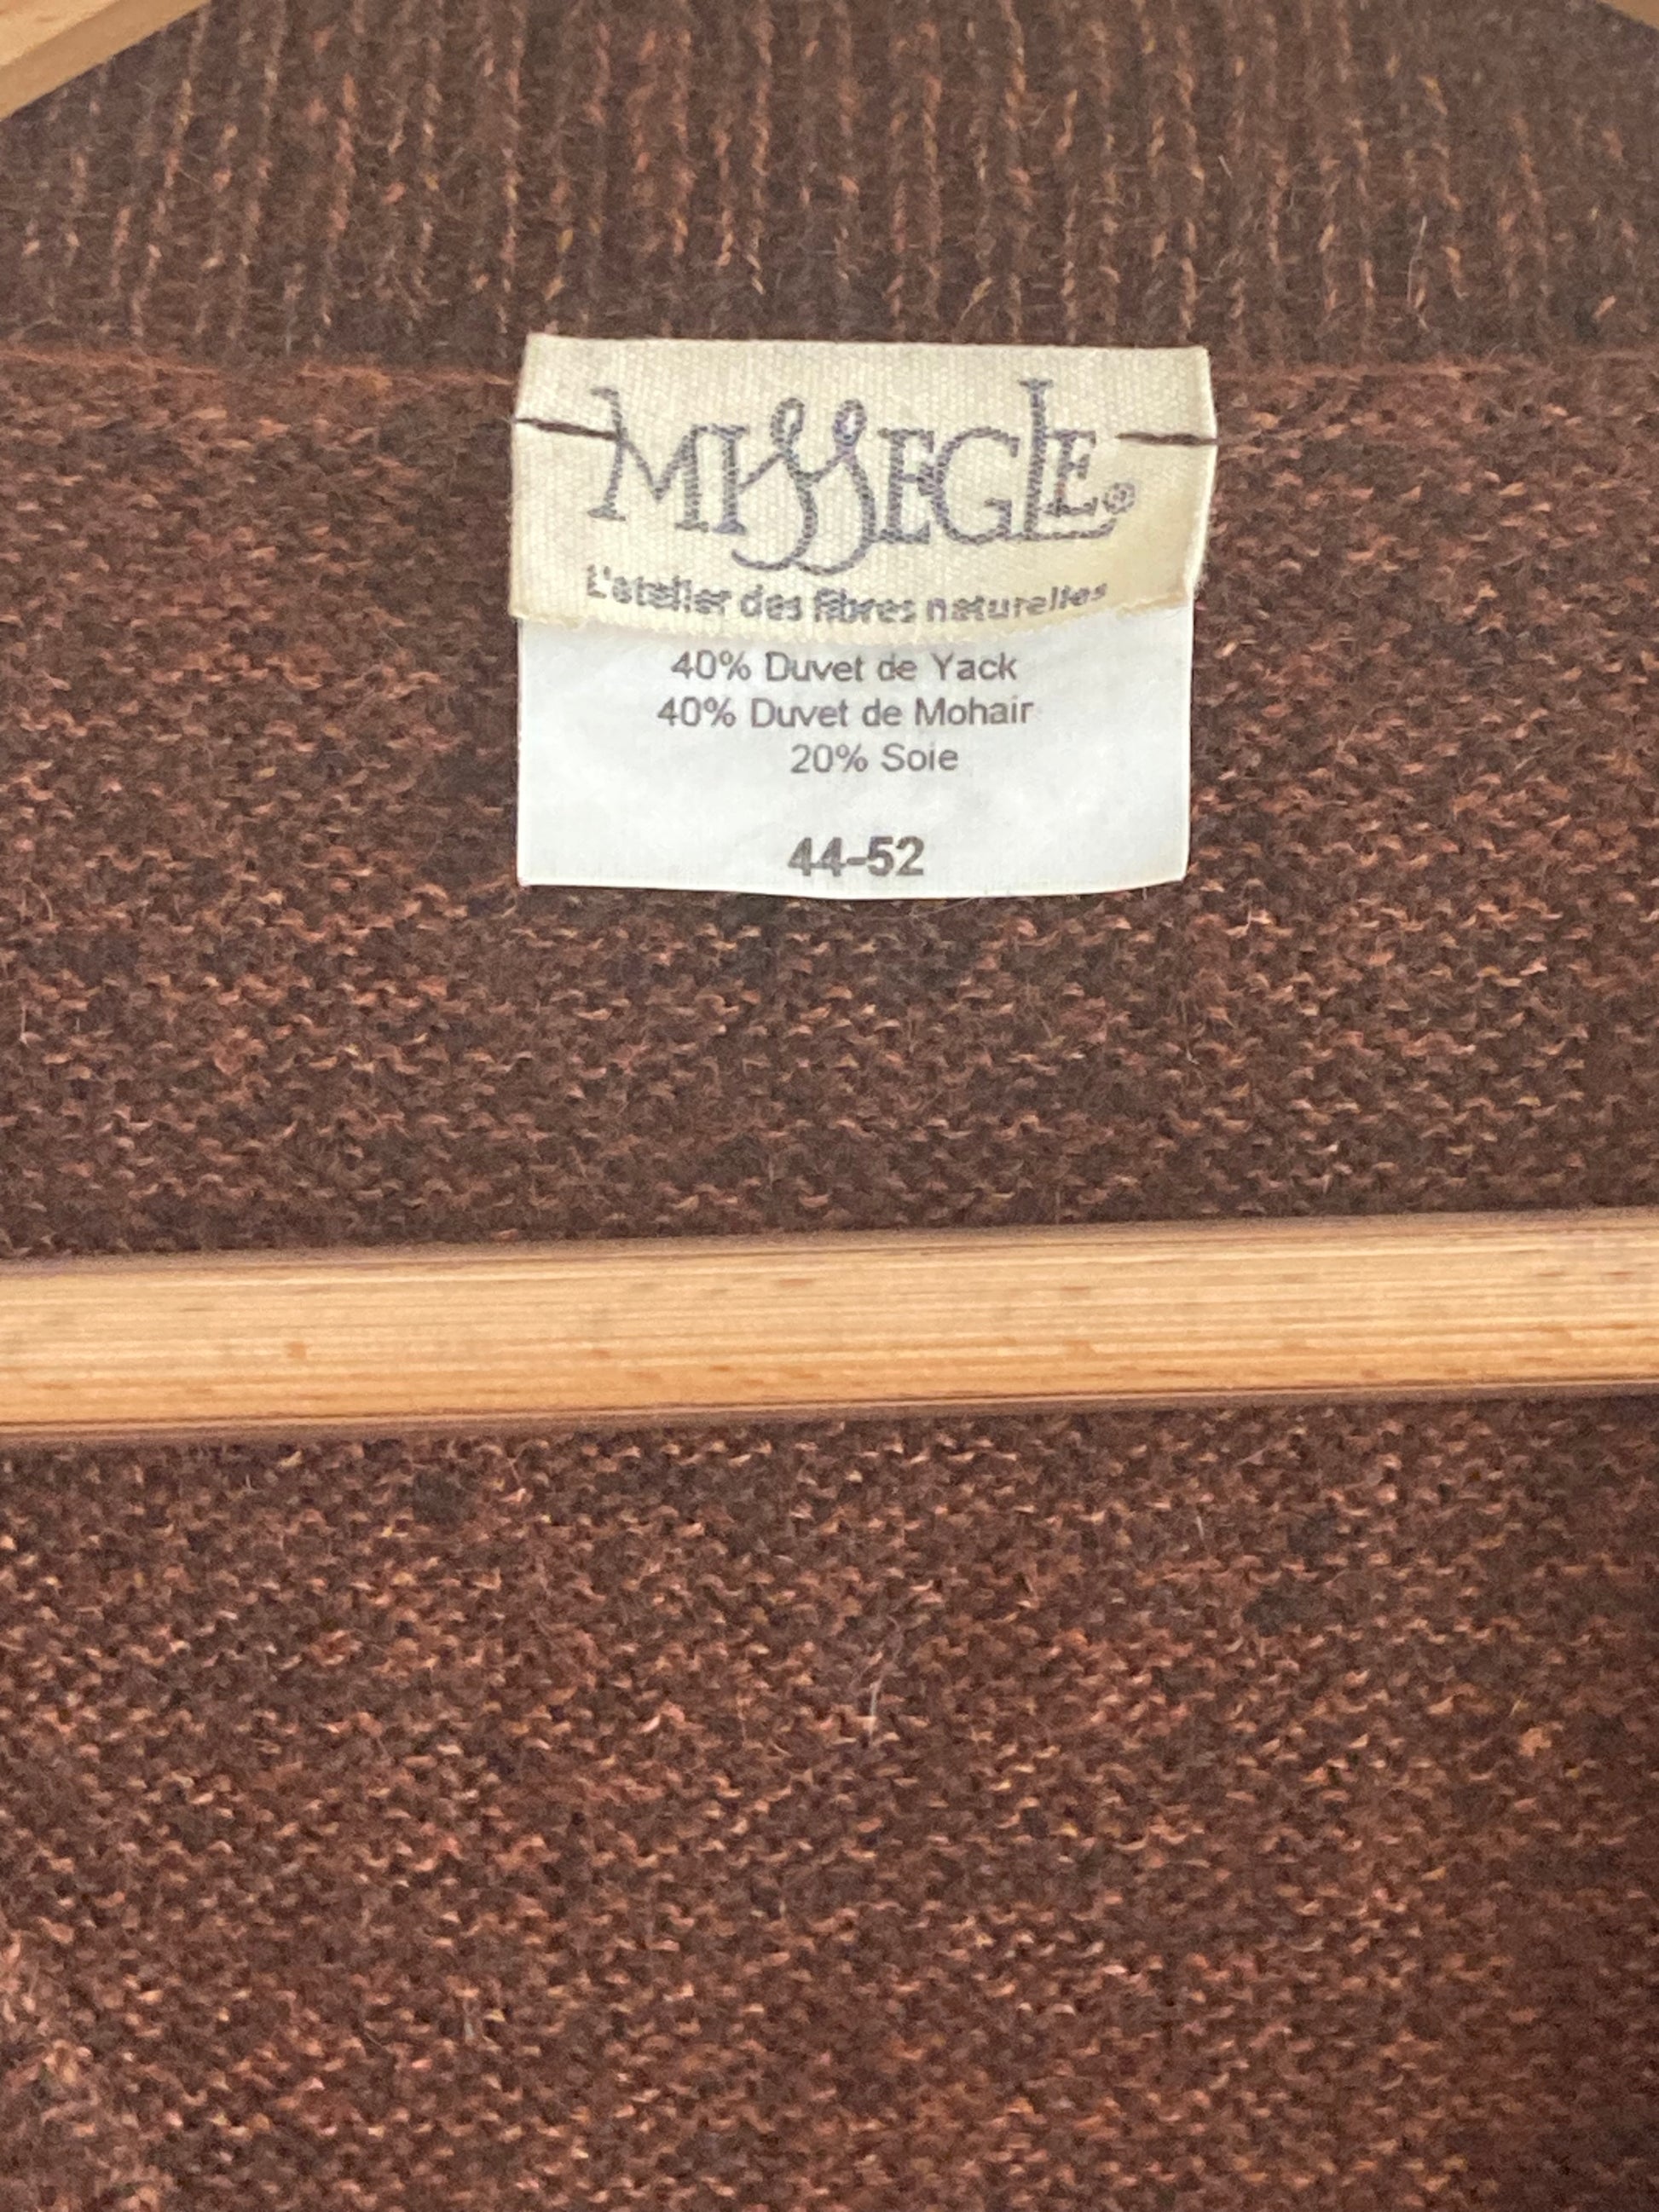 MISSEGLE®
L'atelier des fibres naturelles
40% Duvet de Yack
40% Duvet de Mohair
20% Soie
44-52